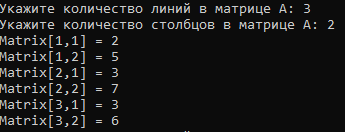 Укажите количество линий в матрице A: 3
Укажите количество столбцов в матрице A: 2
Matrix[1,1] = 2
Matrix[1,2] = 5
Matrix[2,1] = 3
Matrix[2,2] = 7
Matrix[3,1] = 3
Matrix[3,2] = 6